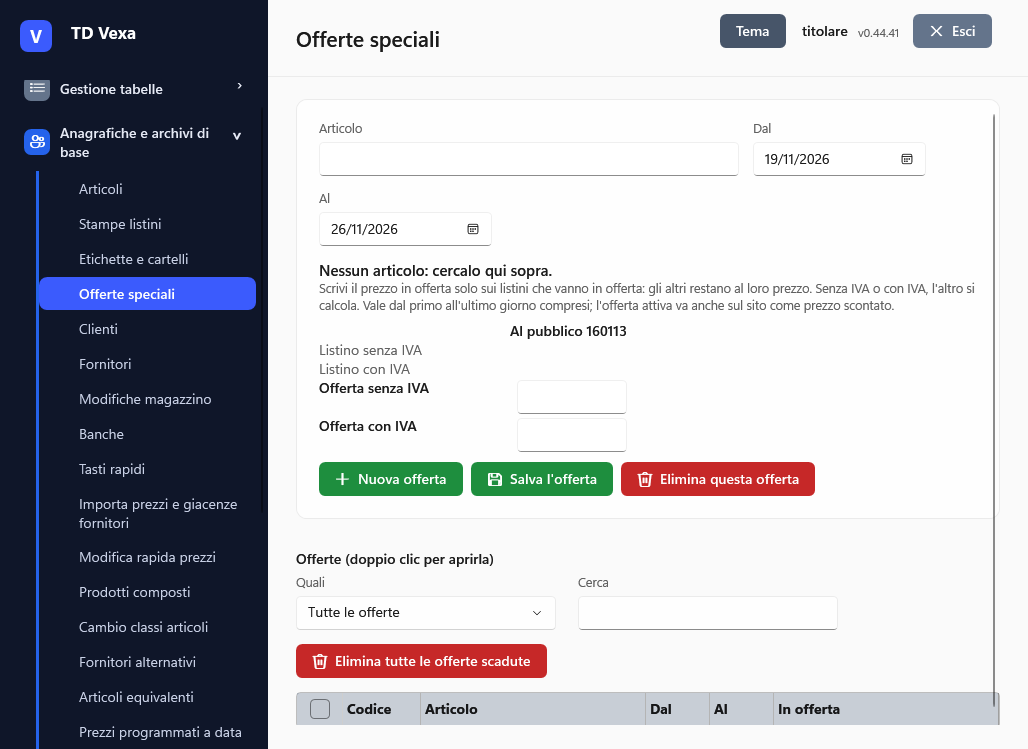 V TD Vexa
Gestione tabelle
Anagrafiche e archivi di
base
Articoli
Stampe listini
Etichette e cartelli
Offerte speciali
Clienti
Fornitori
Modifiche magazzino
Banche
Tasti rapidi
Importa prezzi e giacenze
fornitori
Modifica rapida prezzi
Prodotti composti
Cambio classi articoli
Fornitori alternativi
Articoli equivalenti
Prezzi programmati a data
Offerte speciali
Tema titolare v0.44.41 Esci
Articolo Dal
19/11/2026
Al
26/11/2026
Nessun articolo: cercalo qui sopra.
Scrivi il prezzo in offerta solo sui listini che vanno in offerta: gli altri restano al loro prezzo. Senza IVA o con IVA, l'altro si
calcola. Vale dal primo all'ultimo giorno compresi; l'offerta attiva va anche sul sito come prezzo scontato.
Al pubblico 160113
Listino senza IVA
Listino con IVA
Offerta senza IVA
Offerta con IVA
Nuova offerta Salva l'offerta Elimina questa offerta
Offerte (doppio clic per aprirla)
Quali Cerca
Tutte le offerte
Elimina tutte le offerte scadute
Codice Articolo Dal Al In offerta